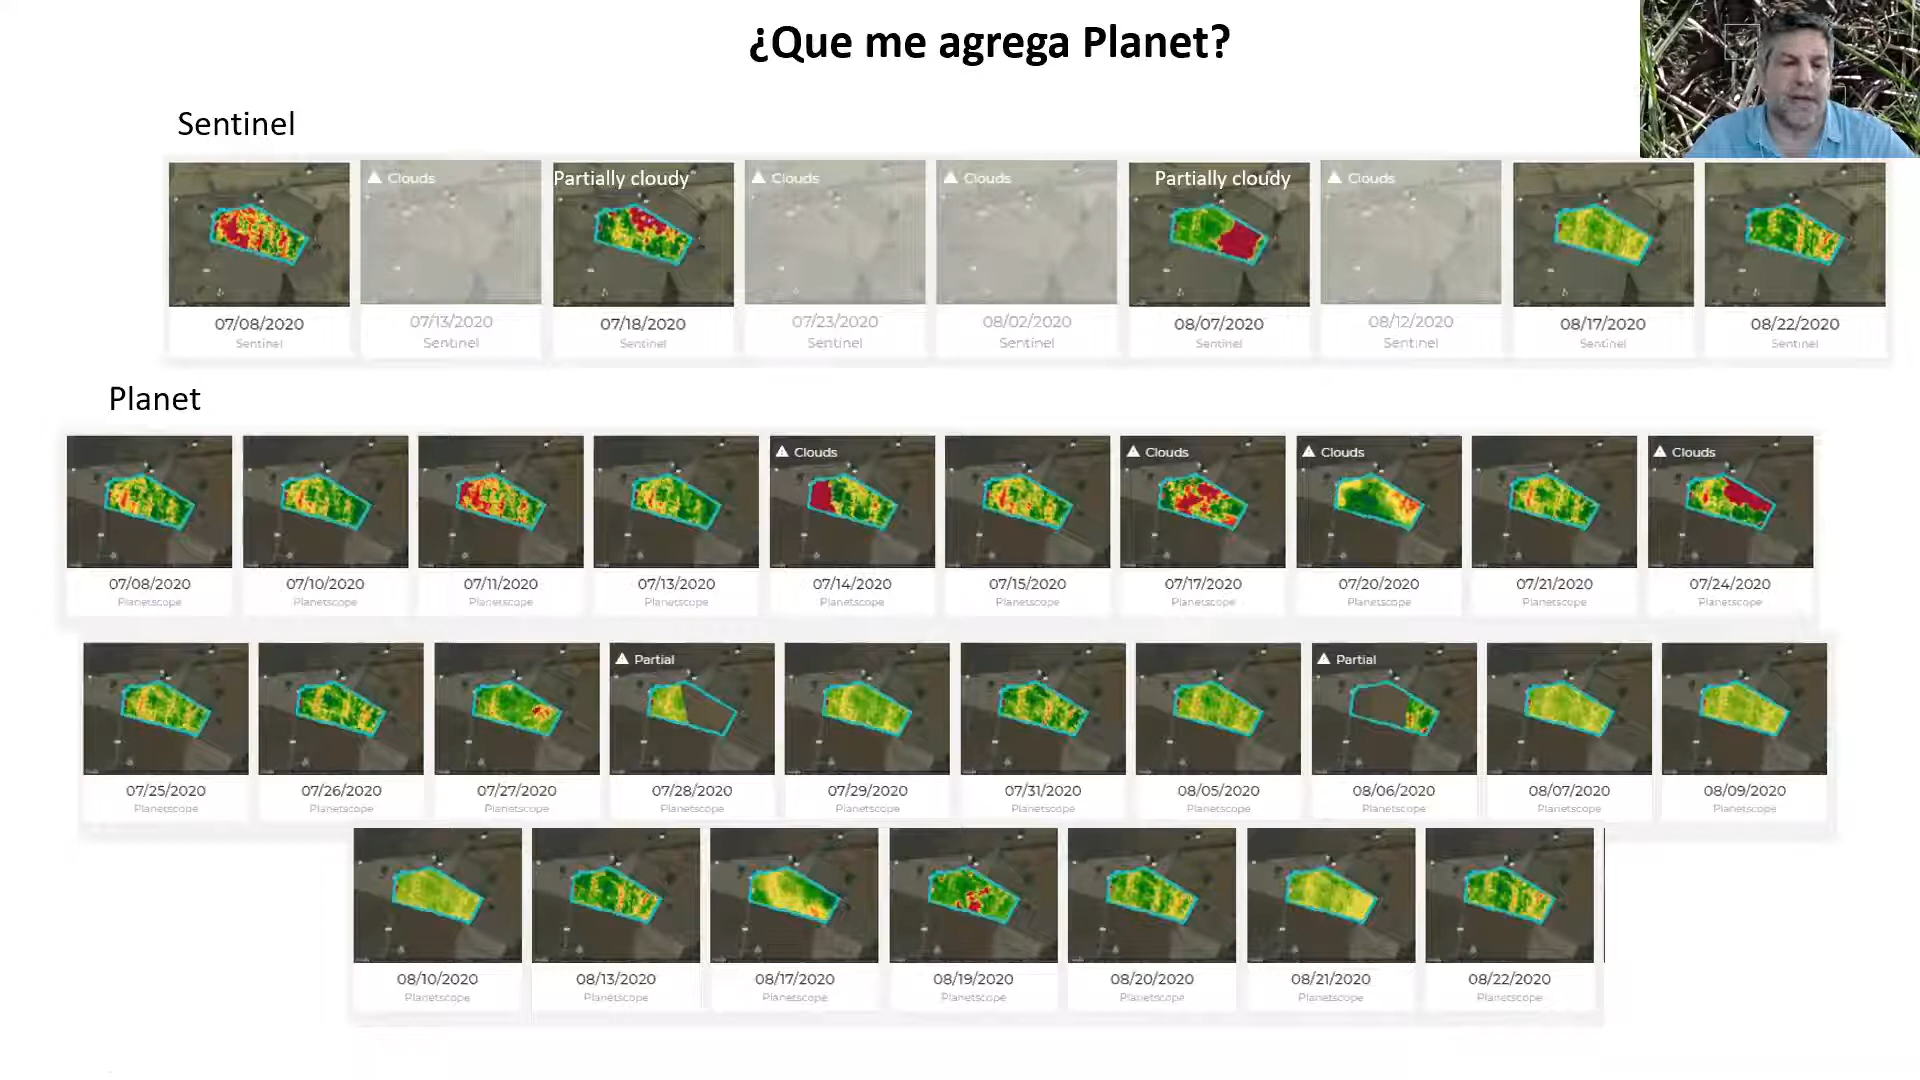 ¿Que me agrega Planet?
Sentinel
Clouds
Partially cloudy
Clouds
Clouds
Partially cloudy
Clouds
07/08/2020
07/13/2020
07/18/2020
07/23/2020
08/02/2020
08/07/2020
08/12/2020
08/17/2020
08/22/2020
Sentinel
Sentinel
Sentinel
Sentinel
Sentinel
Sentinel
Sentinel
Sentinel
Sentinel
Planet
Clouds
Clouds
Clouds
Clouds
07/08/2020
07/10/2020
07/11/2020
07/13/2020
07/14/2020
07/15/2020
07/17/2020
07/20/2020
07/21/2020
07/24/2020
Planetscope
Planetscope
Planetscope
Planetscope
Planetscope
Planetscope
Planetscope
Planetscope
Planetscope
Planetscope
Partial
Partial
07/25/2020
07/26/2020
07/27/2020
07/28/2020
07/29/2020
07/31/2020
08/05/2020
08/06/2020
08/07/2020
08/09/2020
Planetscope
Planetscope
Planetscope
Planetscope
Planetscope
Planetscope
Planetscope
Planetscope
Planetscope
Planetscope
08/10/2020
08/13/2020
08/17/2020
08/19/2020
08/20/2020
08/21/2020
08/22/2020
Planetscope
Planetscope
Planetscope
Planetscope
Planetscope
Planetscope
Planetscope